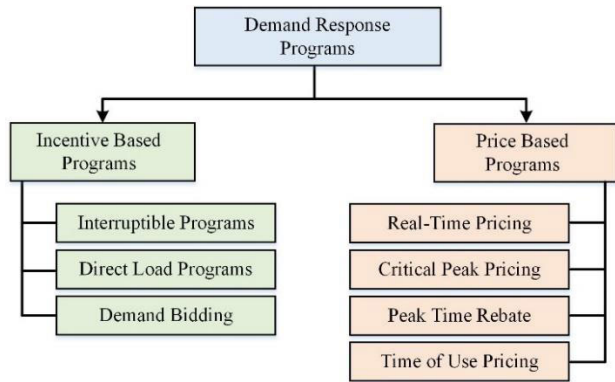 Demand Response
Programs
Incentive Based
Programs
Price Based
Programs
Interruptible Programs
Direct Load Programs
Demand Bidding
Real-Time Pricing
Critical Peak Pricing
Peak Time Rebate
Time of Use Pricing